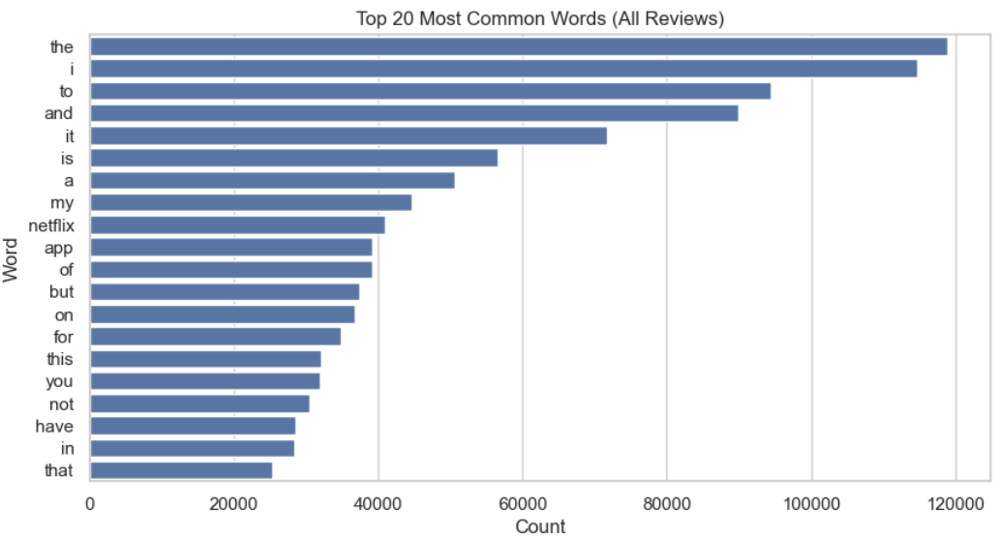 Top 20 Most Common Words (All Reviews)
the
i
to
and
it
is
a
my
netflix
app
of
but
on
for
this
you
not
have
in
that
Word
0 20000 40000 60000 80000 100000 120000
Count